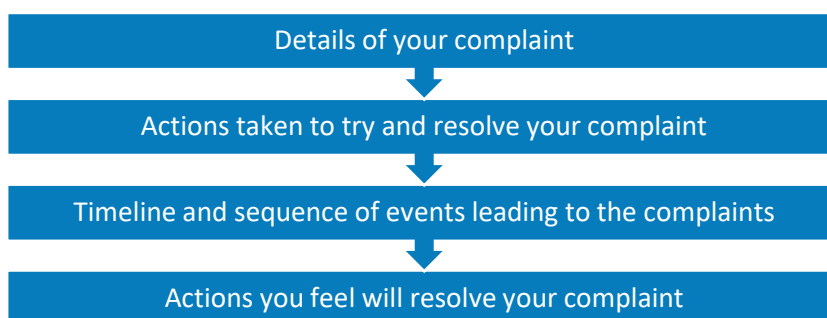 Details of your complaint
Actions taken to try and resolve your complaint
Timeline and sequence of events leading to the complaints
Actions you feel will resolve your complaint